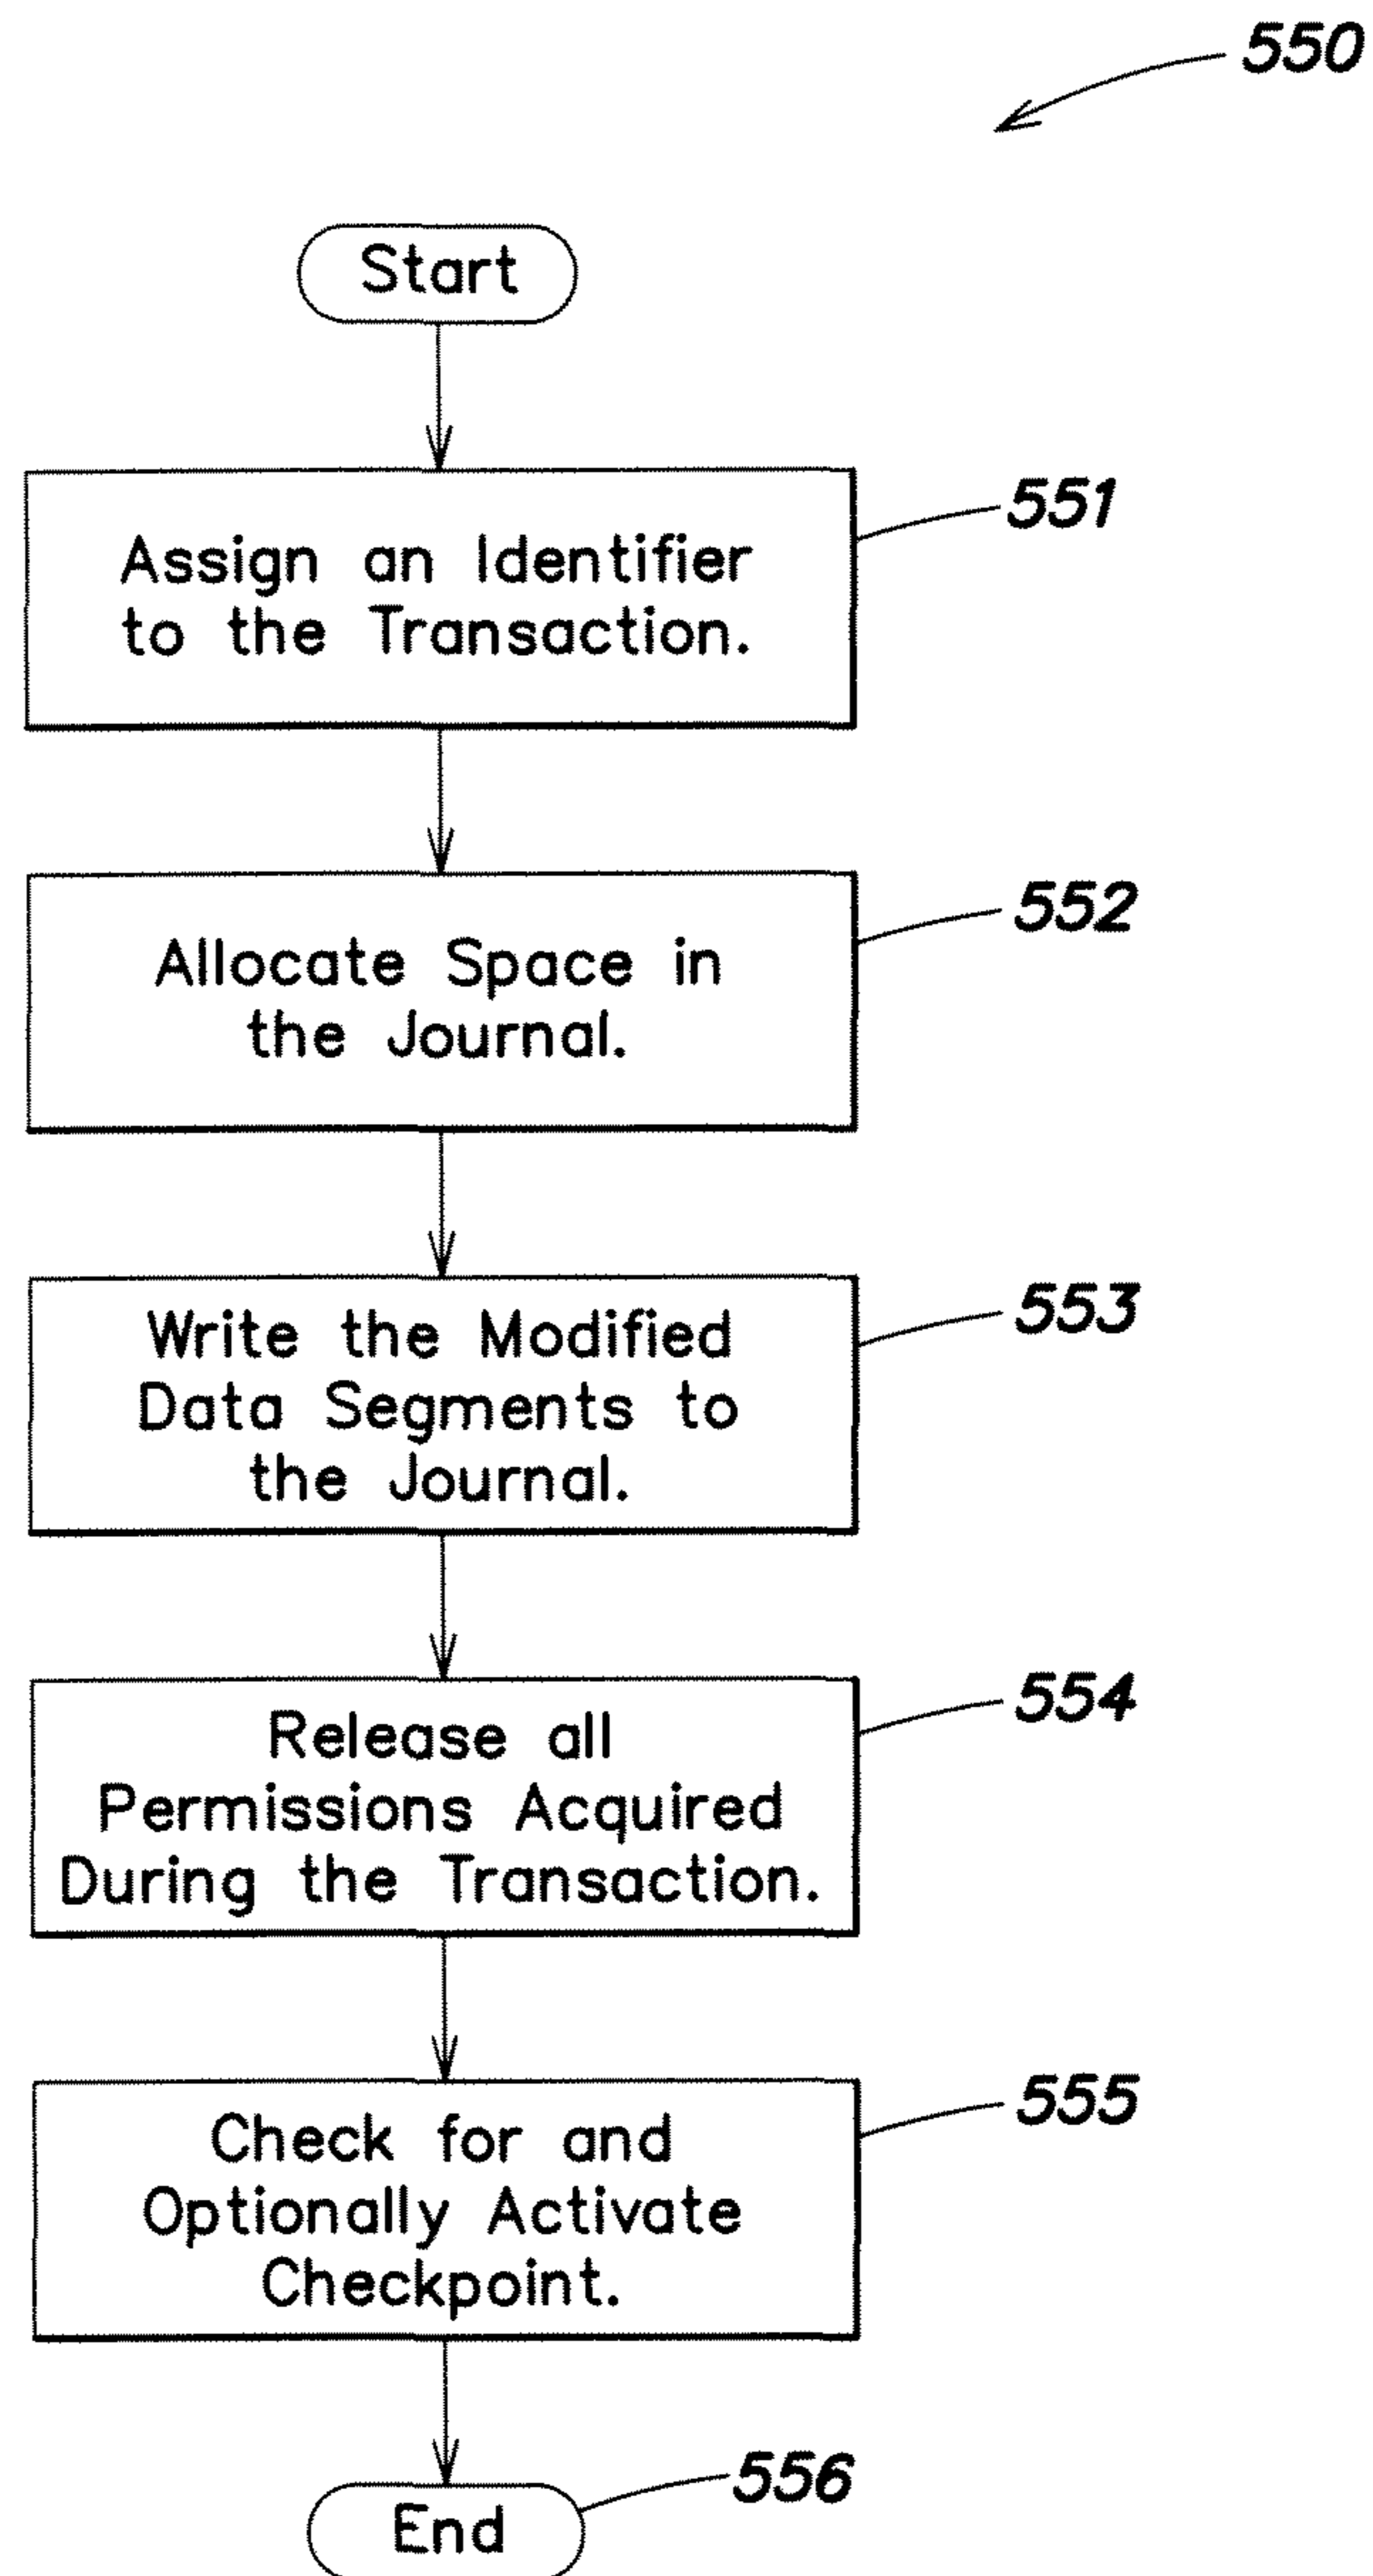 550
Start
Assign an Identifier
to the Transaction.
551
Allocate Space in
the Journal.
552
Write the Modified
Data Segments to
the Journal.
553
Release all
Permissions Acquired
During the Transaction.
554
Check for and
Optionally Activate
Checkpoint.
555
End
556